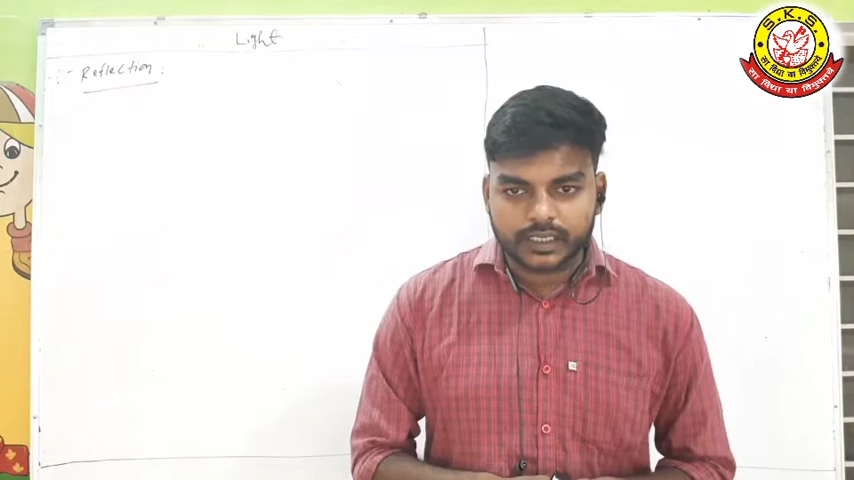 Light
:- Reflection :
S.K.S.
सा विद्या या विमुक्तये